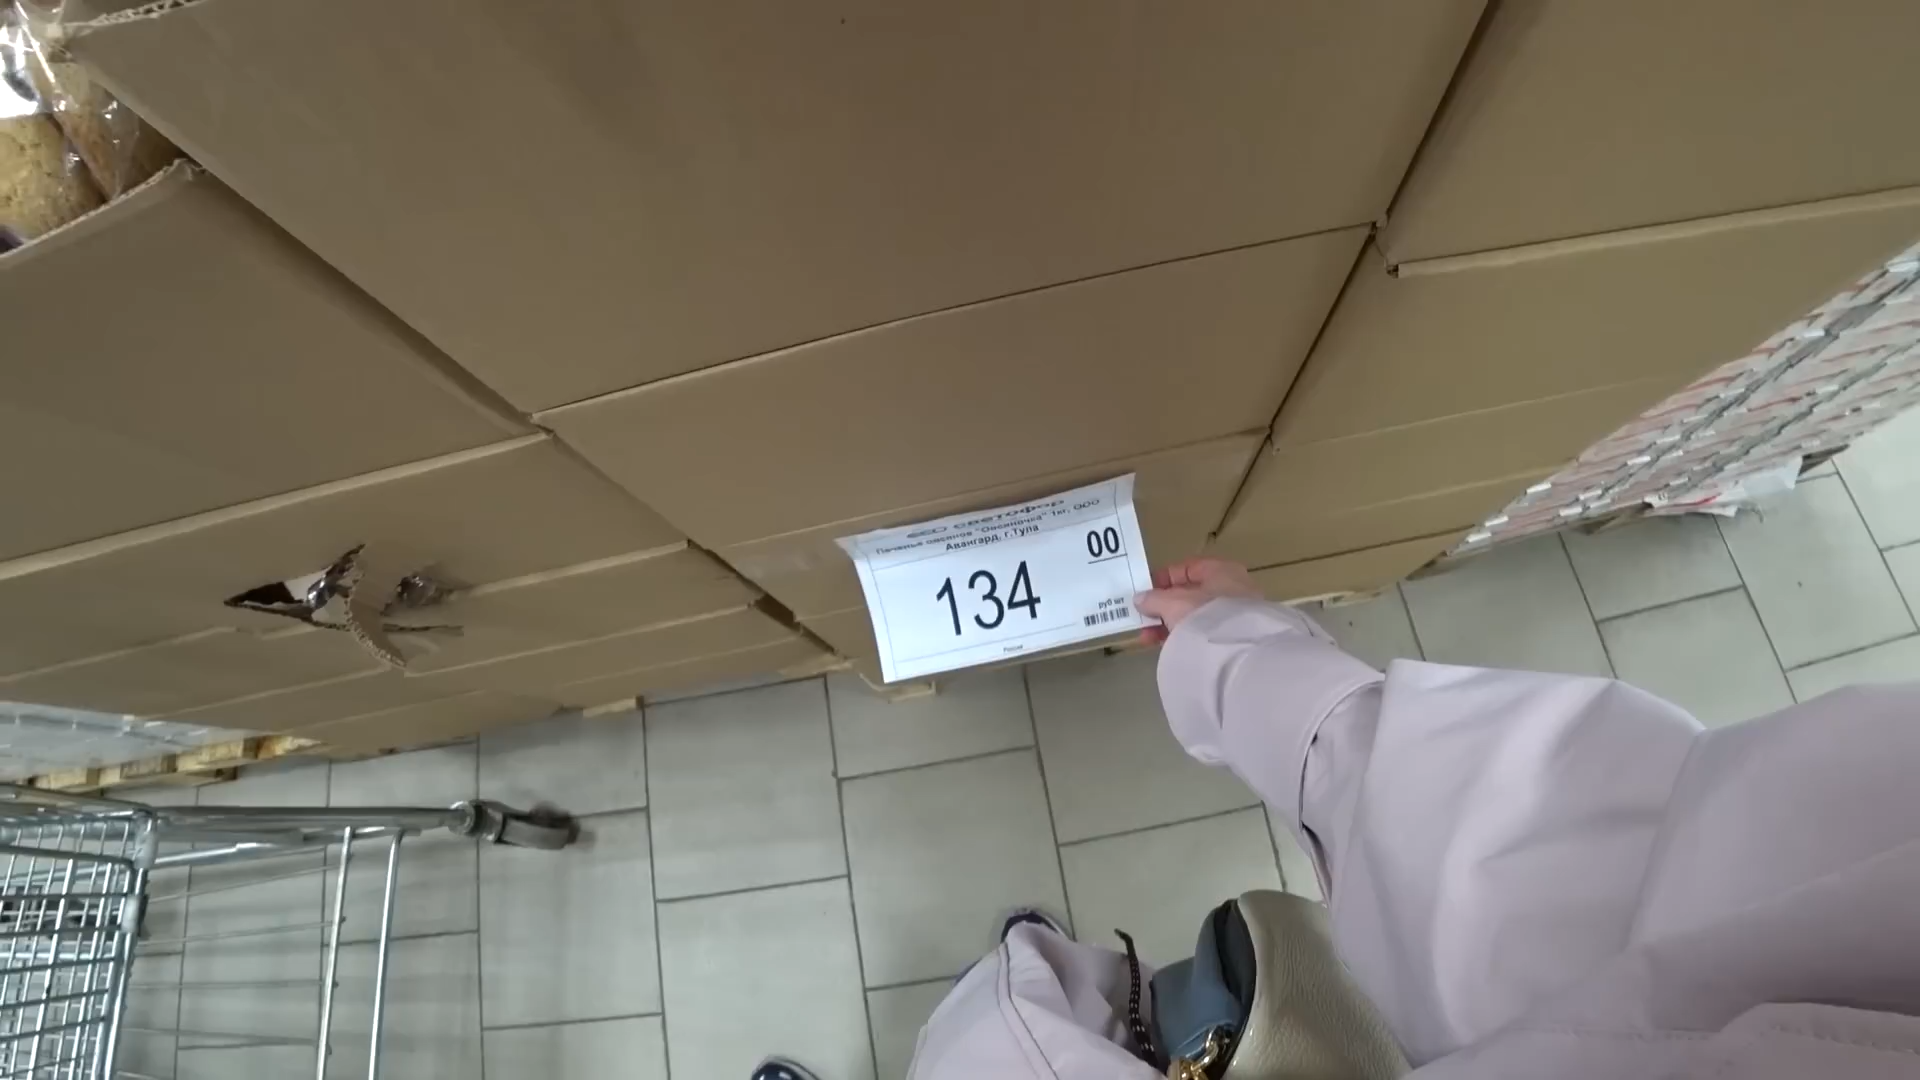 светофор
Печенье овсяное "Овсяночка" 1кг, ООО
Авангард, г.Тула
134 00
руб шт
Россия